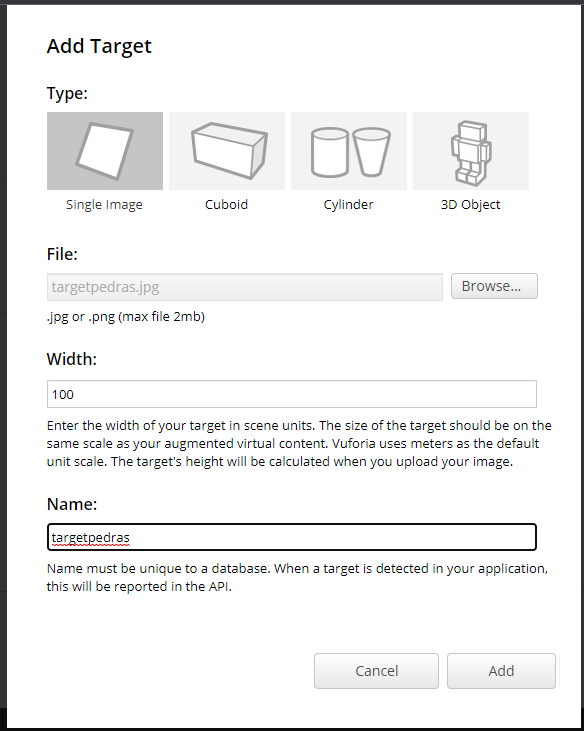 Add Target
Type:
Single Image
Cuboid
Cylinder
3D Object
File:
targetpedras.jpg
Browse...
.jpg or .png (max file 2mb)
Width:
100
Enter the width of your target in scene units. The size of the target should be on the
same scale as your augmented virtual content. Vuforia uses meters as the default
unit scale. The target's height will be calculated when you upload your image.
Name:
targetpedras
Name must be unique to a database. When a target is detected in your application,
this will be reported in the API.
Cancel
Add